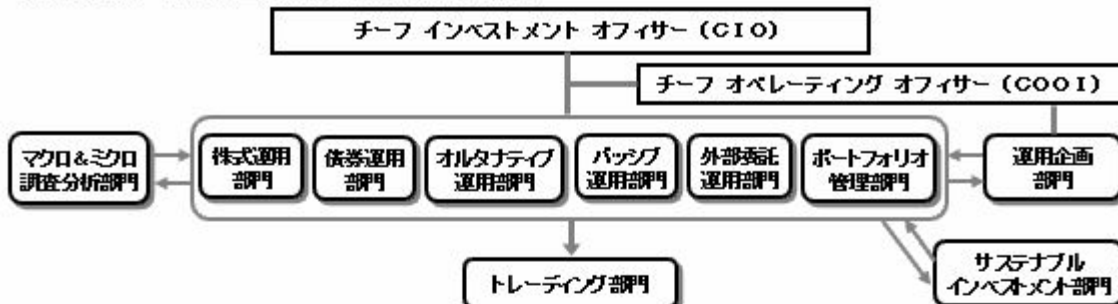 チーフ インベストメント オフィサー (CIO)
チーフ オペレーティング オフィサー (COOI)
マクロ&ミクロ
調査分析部門
株式運用
部門
債券運用
部門
オルタナティブ
運用部門
パッシブ
運用部門
外部委託
運用部門
ポートフォリオ
管理部門
運用企画
部門
トレーディング部門
サステナブル
インベストメント部門